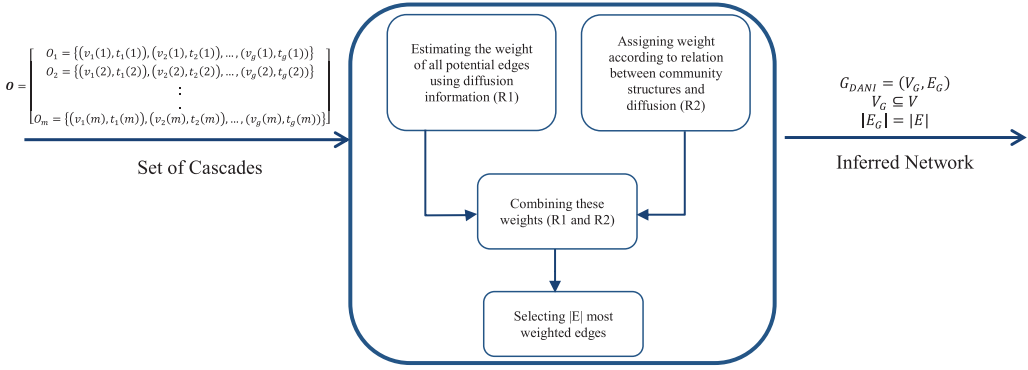 O = [
O₁ = {(v₁(1), t₁(1)), (v₂(1), t₂(1)), …, (v_g(1), t_g(1))}
O₂ = {(v₁(2), t₁(2)), (v₂(2), t₂(2)), …, (v_g(2), t_g(2))}
⋮
O_m = {(v₁(m), t₁(m)), (v₂(m), t₂(m)), …, (v_g(m), t_g(m))}
]
Set of Cascades
Estimating the weight
of all potential edges
using diffusion
information (R1)
Assigning weight
according to relation
between community
structures and
diffusion (R2)
Combining these
weights (R1 and R2)
Selecting |E| most
weighted edges
G_DANI = (V_G, E_G)
V_G ⊆ V
|E_G| = |E|
Inferred Network